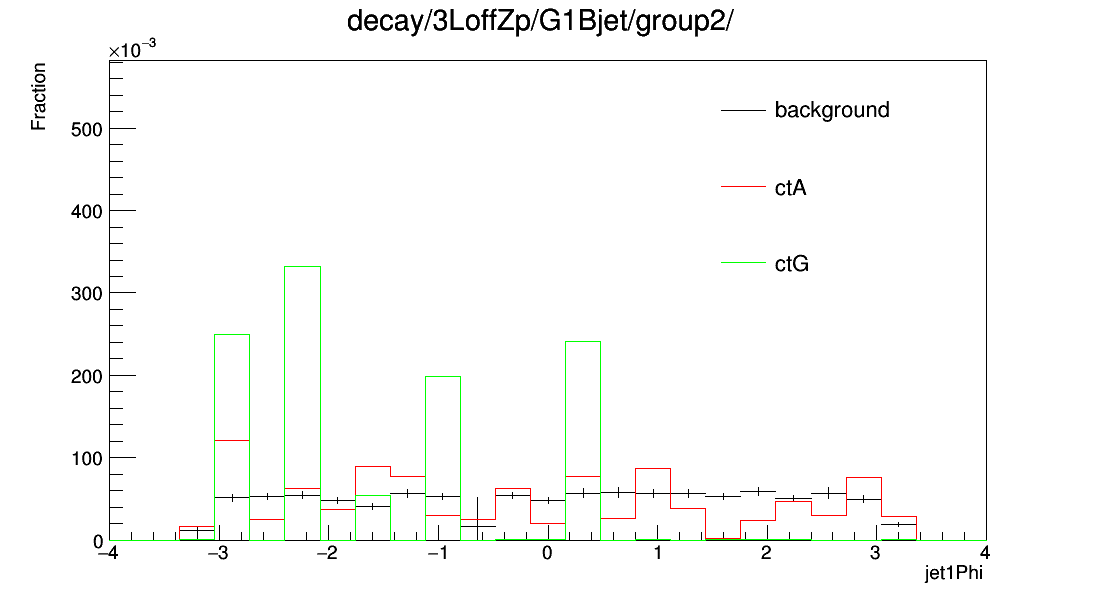 decay/3LoffZp/G1Bjet/group2/
×10⁻³
Fraction
background
ctA
ctG
500
400
300
200
100
0
−4 −3 −2 −1 0 1 2 3 4
jet1Phi